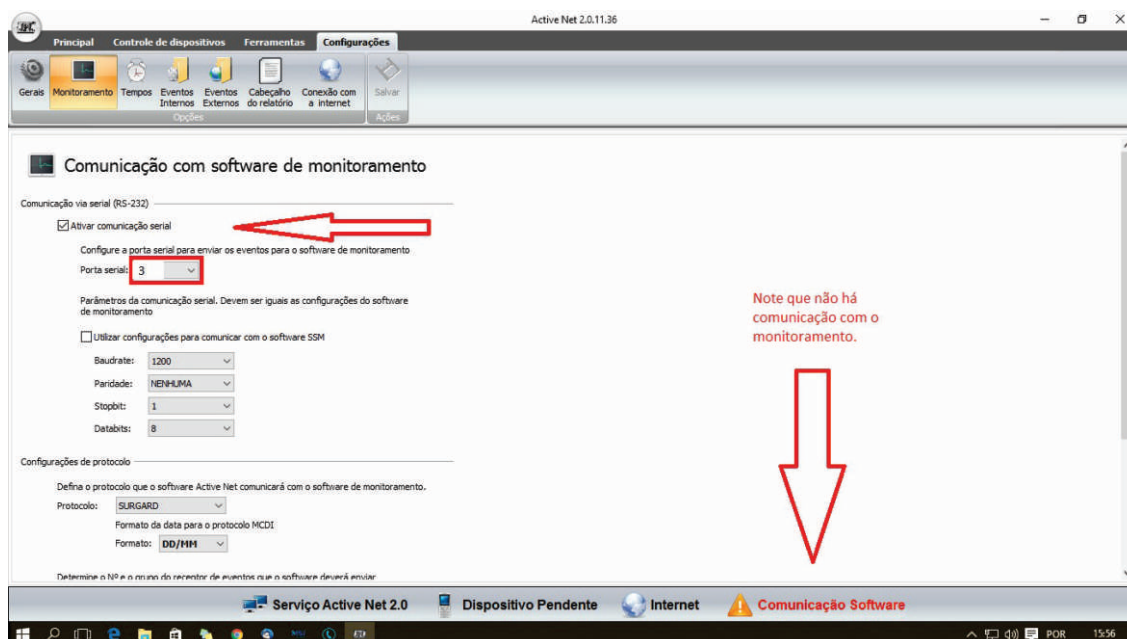 Active Net 2.0.11.36
JFL
Principal Controle de dispositivos Ferramentas Configurações
Gerais Monitoramento Tempos Eventos Internos Eventos Externos Cabeçalho do relatório Conexão com a internet Salvar
Opções Ações
Comunicação com software de monitoramento
Comunicação via serial (RS-232)
Ativar comunicação serial
Configure a porta serial para enviar os eventos para o software de monitoramento
Porta serial: 3
Parâmetros da comunicação serial. Devem ser iguais as configurações do software
de monitoramento
Utilizar configurações para comunicar com o software SSM
Baudrate: 1200
Paridade: NENHUMA
Stopbit: 1
Databits: 8
Note que não há
comunicação com o
monitoramento.
Configurações de protocolo
Defina o protocolo que o software Active Net comunicará com o software de monitoramento.
Protocolo: SURGARD
Formato da data para o protocolo MCDI
Formato: DD/MM
Determine o Nº e o grupo do receptor de eventos que o software deverá enviar
Serviço Active Net 2.0 Dispositivo Pendente Internet Comunicação Software
POR 15:56